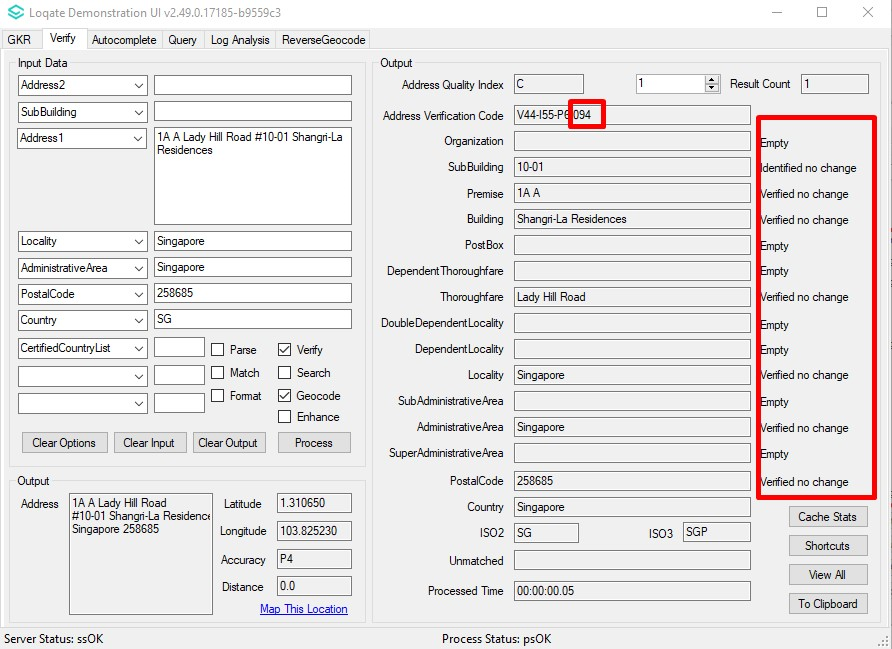 Loqate Demonstration UI v2.49.0.17185-b9559c3
GKR Verify Autocomplete Query Log Analysis ReverseGeocode
Input Data
Address2
SubBuilding
Address1 1A A Lady Hill Road #10-01 Shangri-La
Residences
Locality Singapore
AdministrativeArea Singapore
PostalCode 258685
Country SG
CertifiedCountryList Parse Verify
Match Search
Format Geocode
Enhance
Clear Options Clear Input Clear Output Process
Output
Address 1A A Lady Hill Road
#10-01 Shangri-La Residence
Singapore 258685
Latitude 1.310650
Longitude 103.825230
Accuracy P4
Distance 0.0
Map This Location
Output
Address Quality Index C 1 Result Count 1
Address Verification Code V44-I55-P6 094
Organization Empty
SubBuilding 10-01 Identified no change
Premise 1A A Verified no change
Building Shangri-La Residences Verified no change
PostBox Empty
DependentThoroughfare Empty
Thoroughfare Lady Hill Road Verified no change
DoubleDependentLocality Empty
DependentLocality Empty
Locality Singapore Verified no change
SubAdministrativeArea Empty
AdministrativeArea Singapore Verified no change
SuperAdministrativeArea Empty
PostalCode 258685 Verified no change
Country Singapore
ISO2 SG ISO3 SGP
Unmatched
Processed Time 00:00:00.05
Cache Stats
Shortcuts
View All
To Clipboard
Server Status: ssOK Process Status: psOK